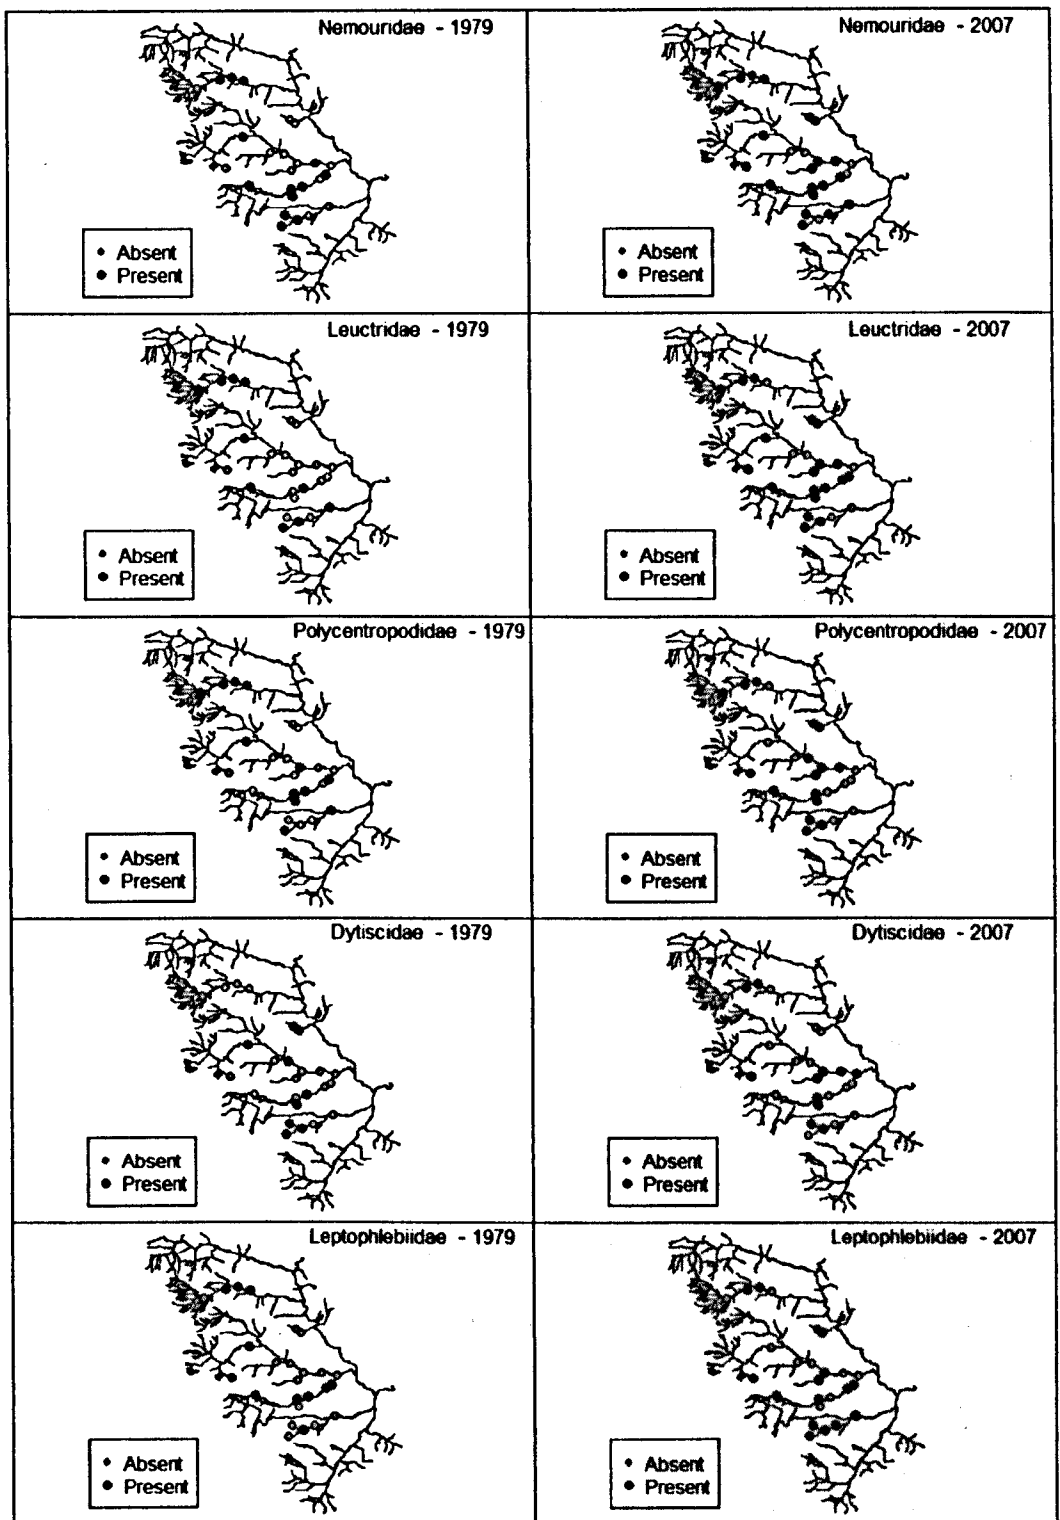 Nemouridae - 1979
Absent
Present
Nemouridae - 2007
Absent
Present
Leuctridae - 1979
Absent
Present
Leuctridae - 2007
Absent
Present
Polycentropodidae - 1979
Absent
Present
Polycentropodidae - 2007
Absent
Present
Dytiscidae - 1979
Absent
Present
Dytiscidae - 2007
Absent
Present
Leptophlebiidae - 1979
Absent
Present
Leptophlebiidae - 2007
Absent
Present